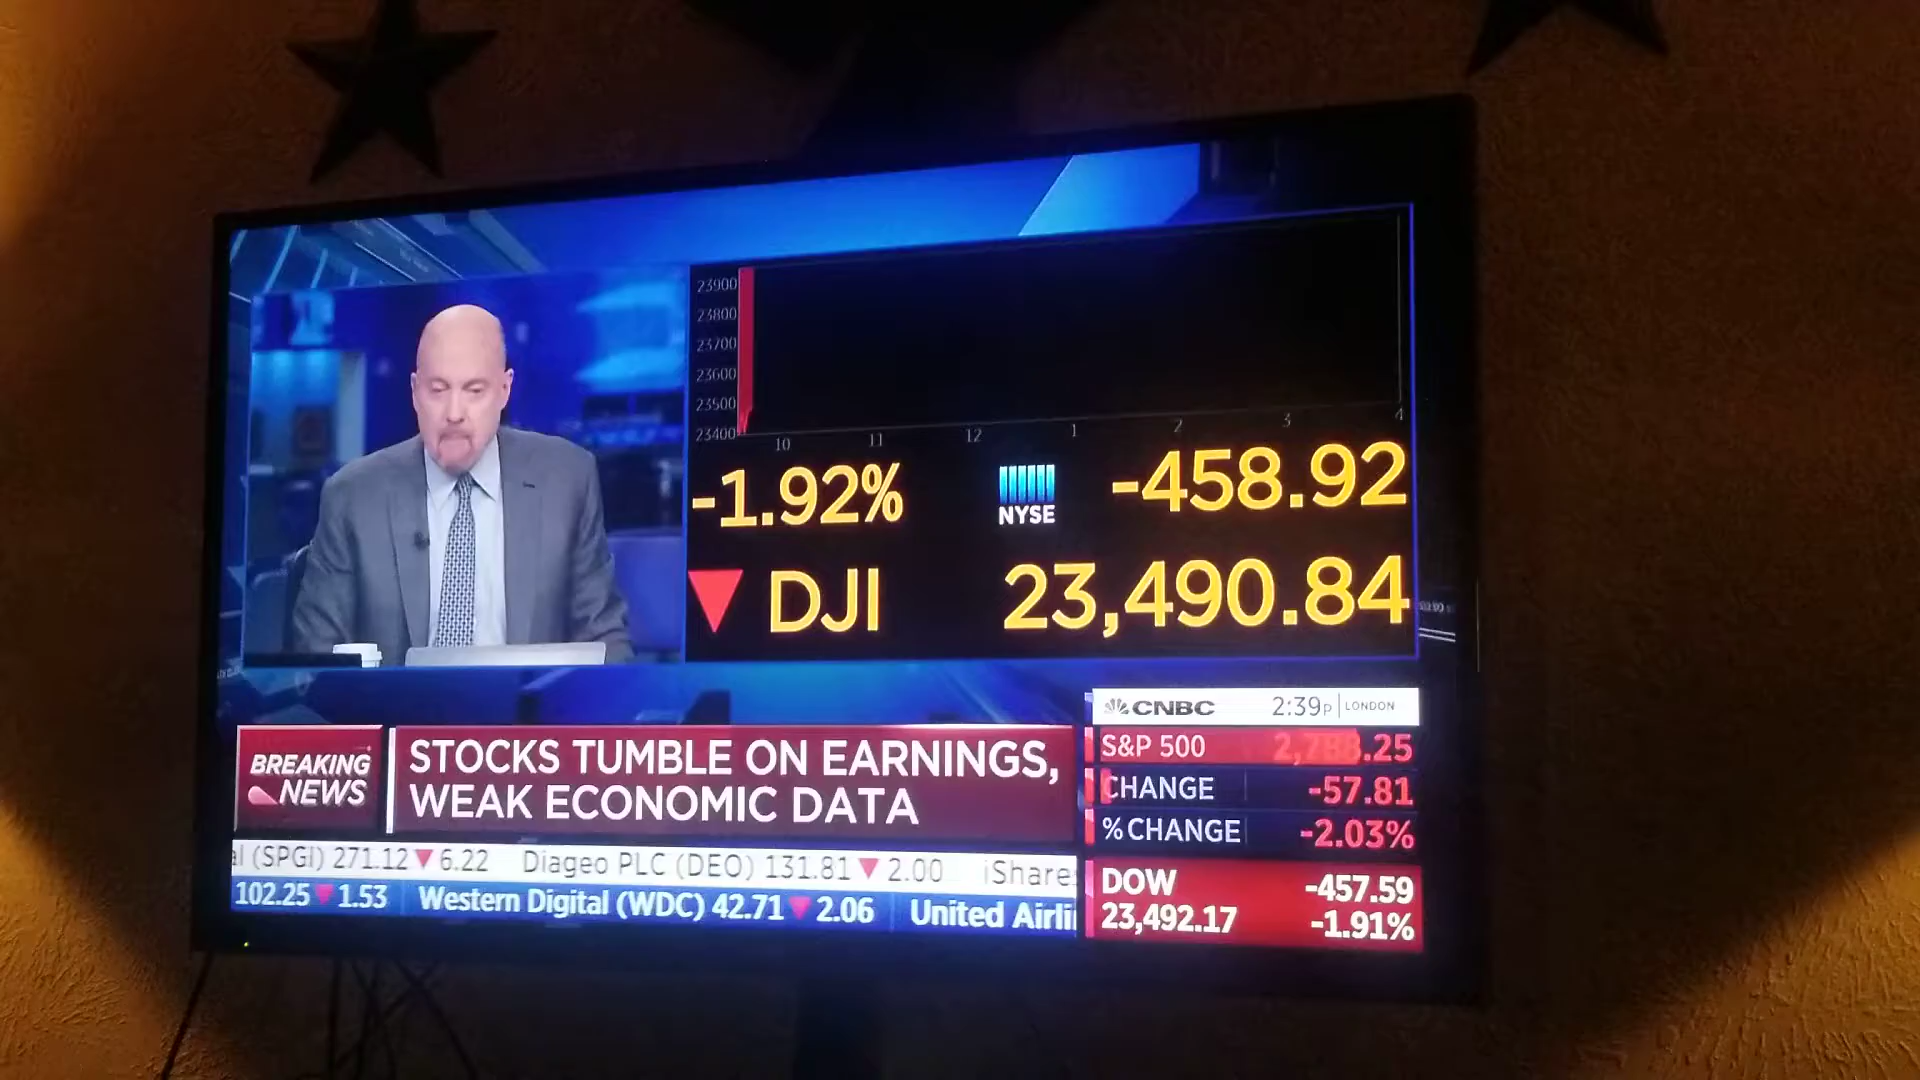 23900
23800
23700
23600
23500
23400
10 11 12 1 2 3 4
-1.92% NYSE -458.92
DJI 23,490.84
CNBC 2:39P LONDON
S&P 500 .25
CHANGE -57.81
% CHANGE -2.03%
BREAKING NEWS
STOCKS TUMBLE ON EARNINGS,
WEAK ECONOMIC DATA
al (SPGI) 271.12 ▼ 6.22 Diageo PLC (DEO) 131.81 ▼ 2.00 iShare
102.25 ▼ 1.53 Western Digital (WDC) 42.71 ▼ 2.06 United Airli
DOW -457.59
23,492.17 -1.91%